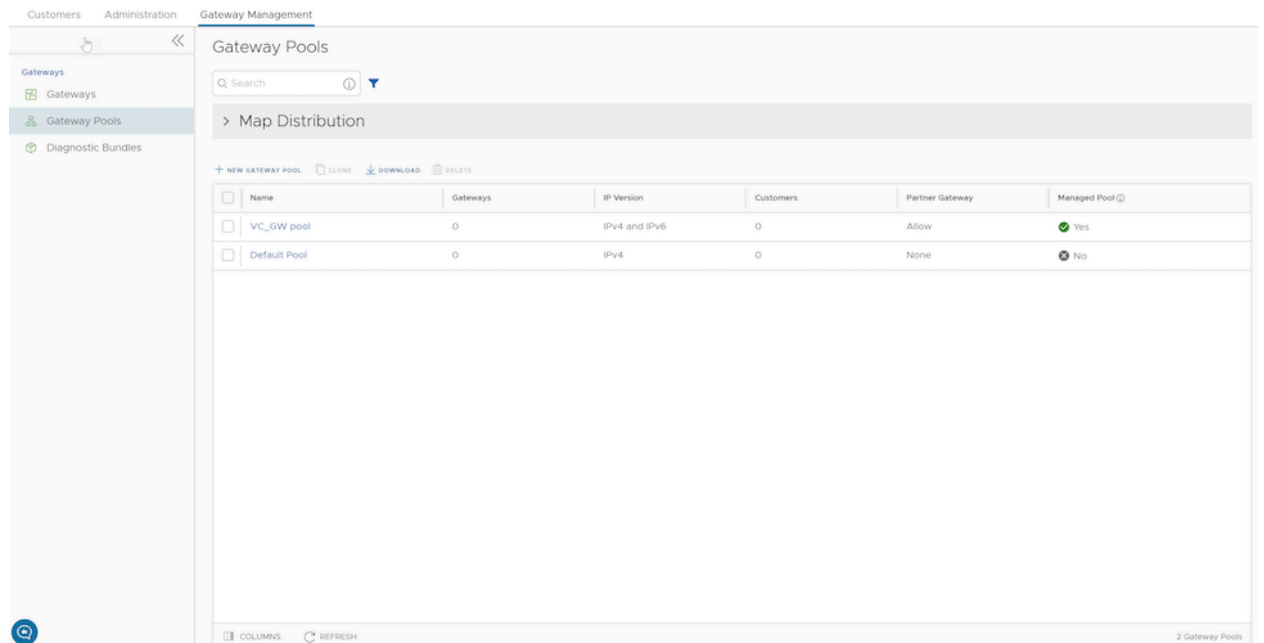 Customers Administration Gateway Management
Gateways
Gateways
Gateway Pools
Diagnostic Bundles
Gateway Pools
Search
Map Distribution
NEW GATEWAY POOL CLONE DOWNLOAD DELETE
Name Gateways IP Version Customers Partner Gateway Managed Pool
VC_GW pool 0 IPv4 and IPv6 0 Allow Yes
Default Pool 0 IPv4 0 None No
COLUMNS REFRESH 2 Gateway Pools